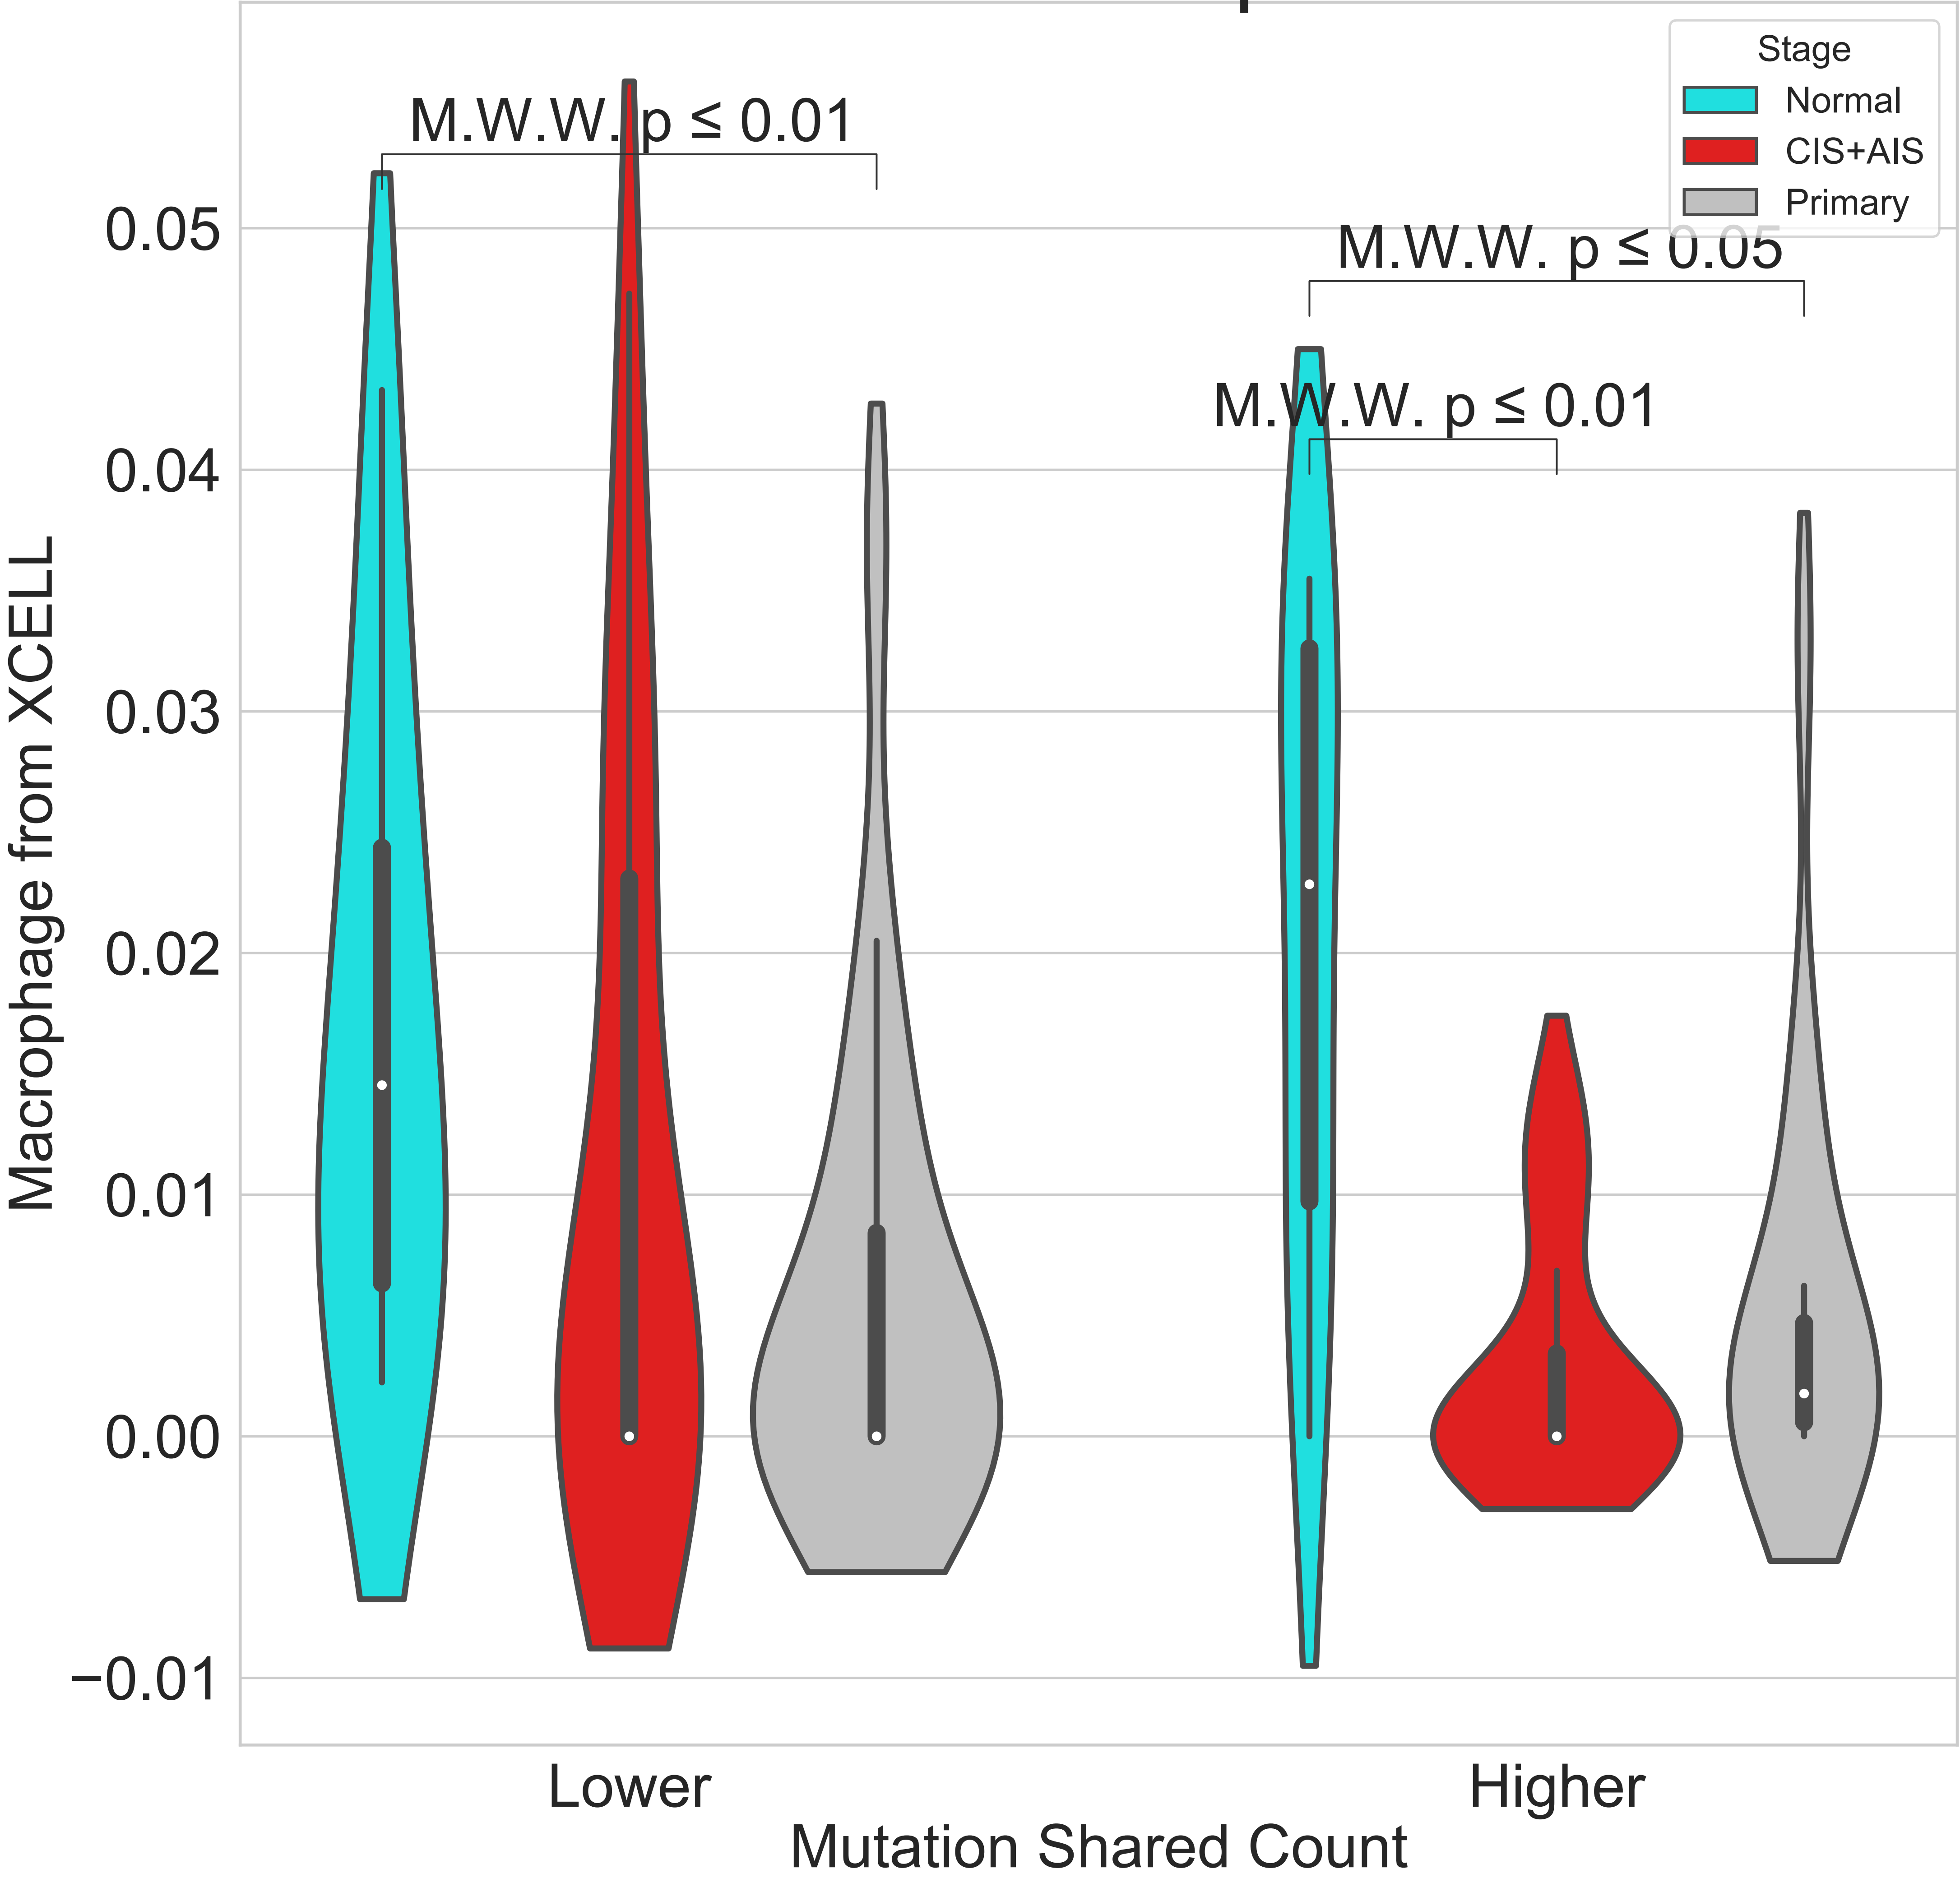 Stage
Normal
CIS+AIS
Primary
M.W.W. p ≤ 0.01
M.W.W. p ≤ 0.05
M.W.W. p ≤ 0.01
0.05
0.04
0.03
0.02
0.01
0.00
−0.01
Macrophage from XCELL
Lower
Higher
Mutation Shared Count